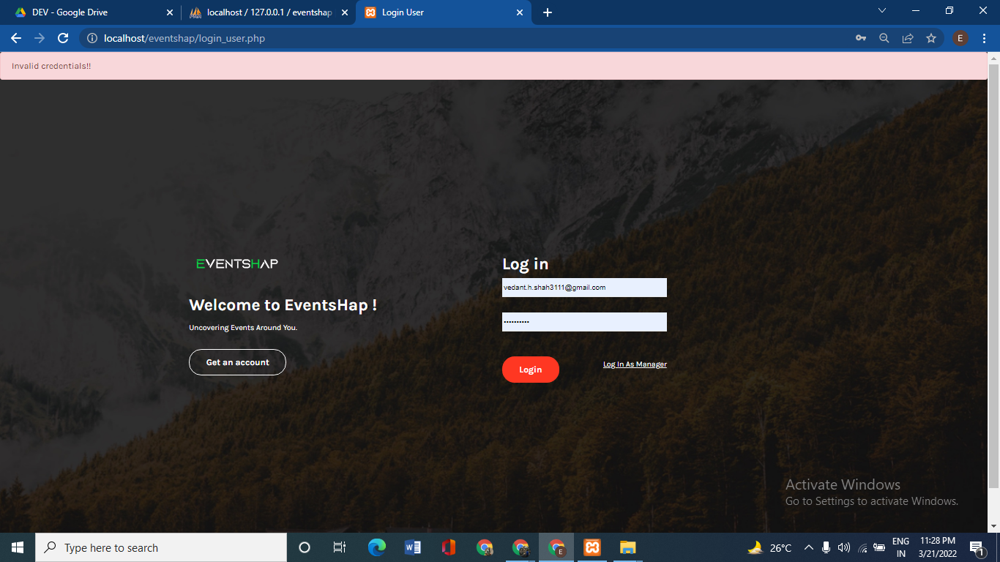 DEV - Google Drive
localhost / 127.0.0.1 / eventshap
Login User
localhost/eventshap/login_user.php
E
Invalid credentials!!
EVENTSHAP
Welcome to EventsHap !
Uncovering Events Around You.
Get an account
Log in
vedant.h.shah3111@gmail.com
Login
Log In As Manager
Activate Windows
Go to Settings to activate Windows.
Type here to search
26°C
ENG
IN
11:28 PM
3/21/2022
1